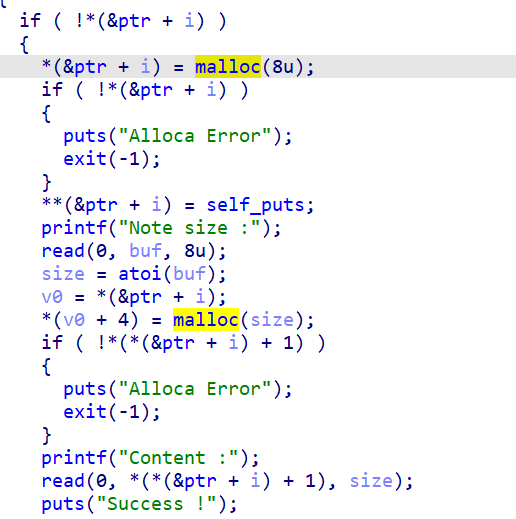 if ( !*(&ptr + i) )
{
*(&ptr + i) = malloc(8u);
if ( !*(&ptr + i) )
{
puts("Alloca Error");
exit(-1);
}
**(&ptr + i) = self_puts;
printf("Note size :");
read(0, buf, 8u);
size = atoi(buf);
v0 = *(&ptr + i);
*(v0 + 4) = malloc(size);
if ( !*(*(&ptr + i) + 1) )
{
puts("Alloca Error");
exit(-1);
}
printf("Content :");
read(0, *(*(&ptr + i) + 1), size);
puts("Success !");